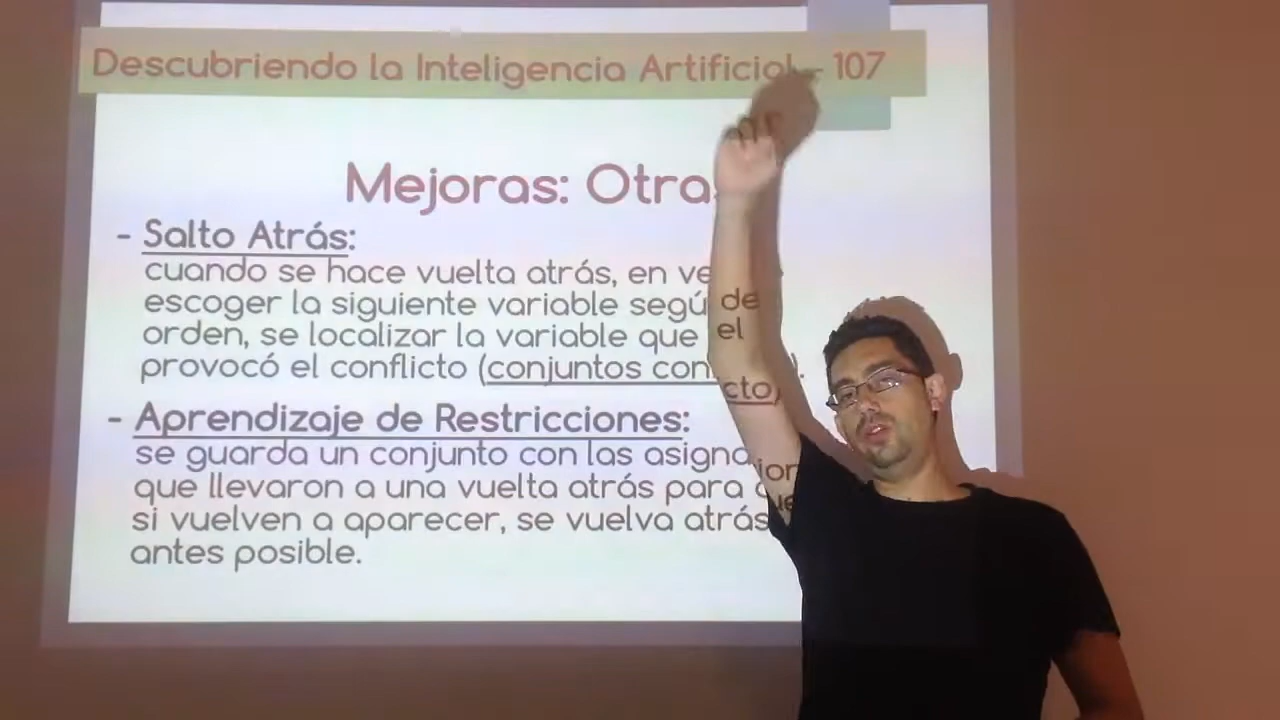 Descubriendo la Inteligencia Artificial - 107
Mejoras: Otra
- Salto Atrás:
cuando se hace vuelta atrás, en ve de
escoger la siguiente variable segú el
orden, se localizar la variable que
provocó el conflicto (conjuntos con cto).
- Aprendizaje de Restricciones:
se guarda un conjunto con las asigna ion
que llevaron a una vuelta atrás para ue
si vuelven a aparecer, se vuelva atrás
antes posible.